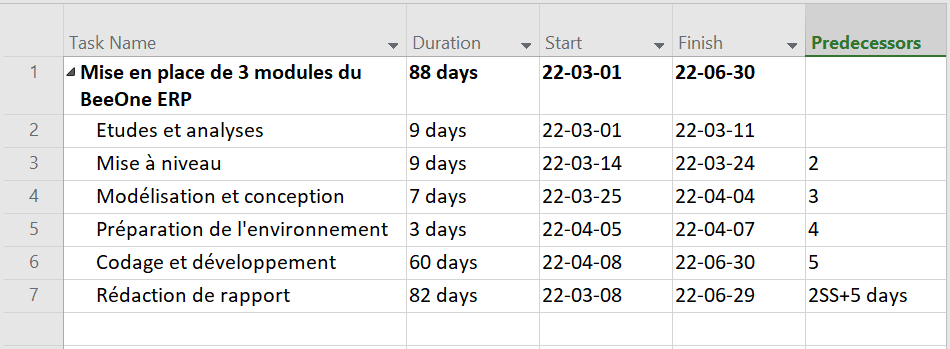 Task Name Duration Start Finish Predecessors
1 Mise en place de 3 modules du 88 days 22-03-01 22-06-30
BeeOne ERP
2 Etudes et analyses 9 days 22-03-01 22-03-11
3 Mise à niveau 9 days 22-03-14 22-03-24 2
4 Modélisation et conception 7 days 22-03-25 22-04-04 3
5 Préparation de l'environnement 3 days 22-04-05 22-04-07 4
6 Codage et développement 60 days 22-04-08 22-06-30 5
7 Rédaction de rapport 82 days 22-03-08 22-06-29 2SS+5 days